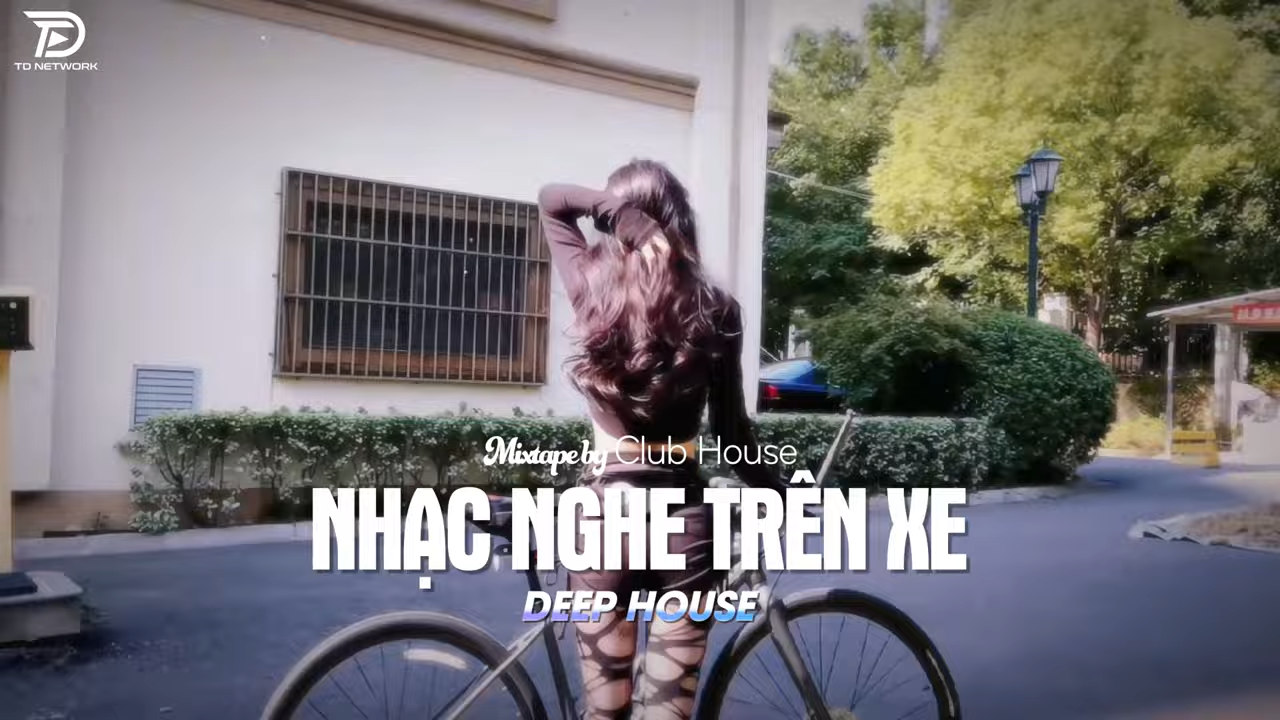 TD NETWORK
Mixtape by Club House
NHẠC NGHE TRÊN XE
DEEP HOUSE